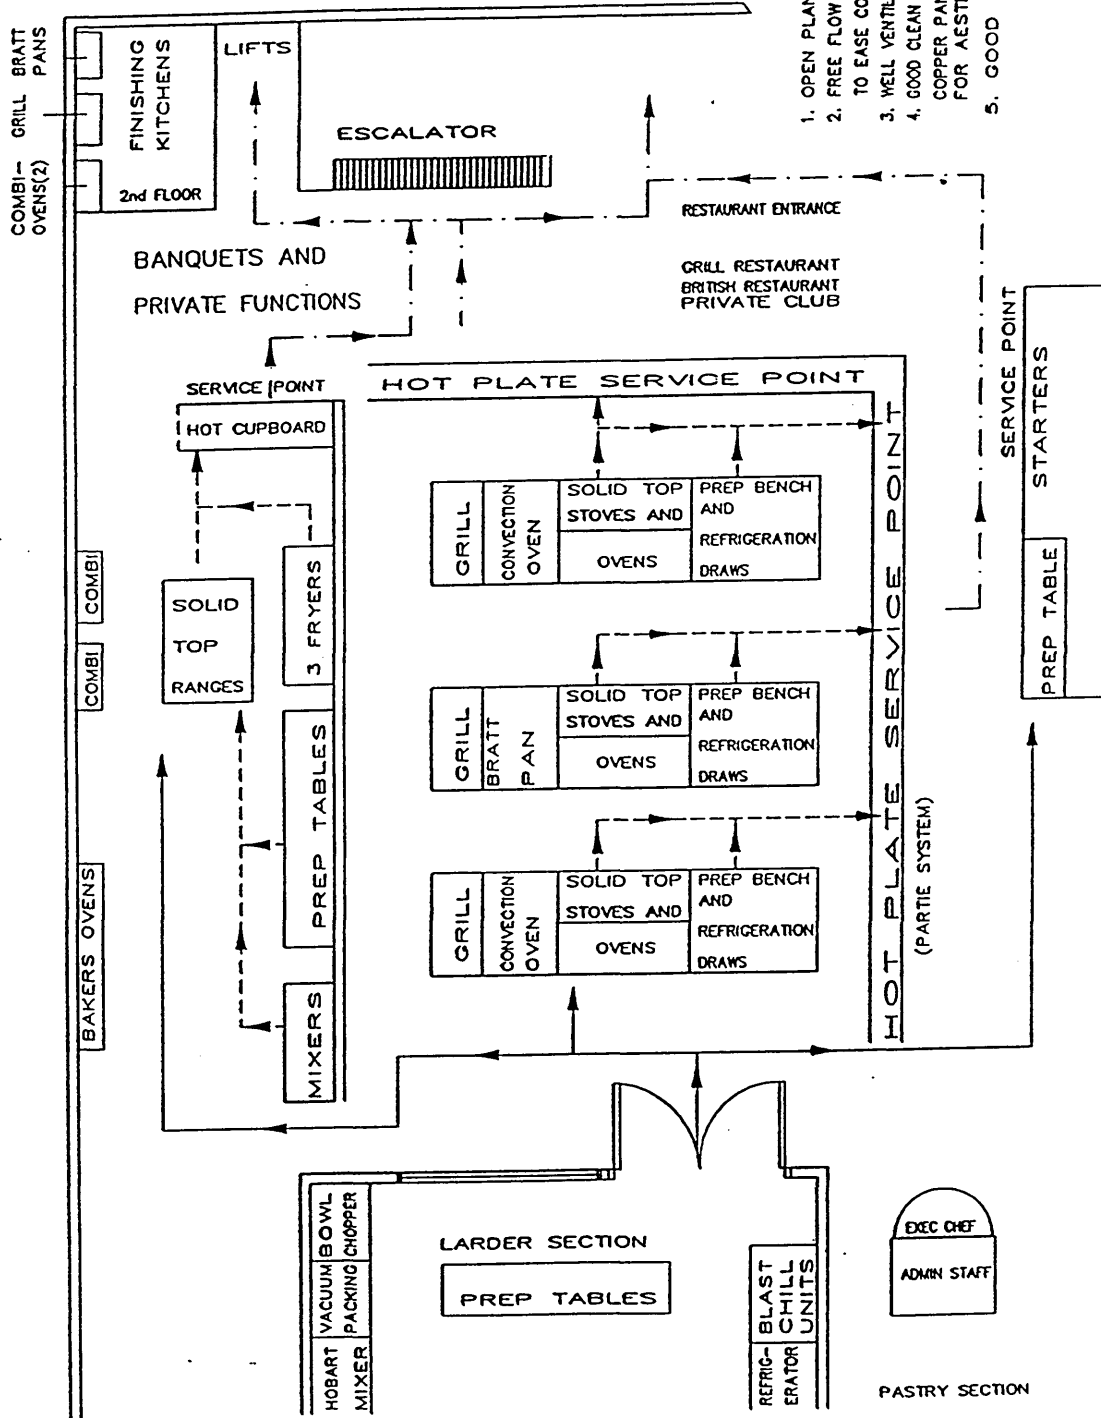 COMBI-
OVENS(2)
GRILL
BRATT
PANS
FINISHING
KITCHENS
2nd FLOOR
LIFTS
ESCALATOR
1. OPEN PLAN
2. FREE FLOW
TO EASE
3. WELL
4. GOOD CLEAN
COPPER
FOR
5. GOOD
RESTAURANT ENTRANCE
BANQUETS AND
PRIVATE FUNCTIONS
GRILL RESTAURANT
BRITISH RESTAURANT
PRIVATE CLUB
SERVICE POINT
HOT CUPBOARD
HOT PLATE SERVICE POINT
SERVICE POINT
STARTERS
PREP TABLE
COMBI
COMBI
SOLID
TOP
RANGES
3 FRYERS
PREP TABLES
MIXERS
BAKERS OVENS
GRILL
CONVECTION
OVEN
SOLID TOP
STOVES AND
OVENS
PREP BENCH
AND
REFRIGERATION
DRAWS
GRILL
BRATT
PAN
SOLID TOP
STOVES AND
OVENS
PREP BENCH
AND
REFRIGERATION
DRAWS
GRILL
CONVECTION
OVEN
SOLID TOP
STOVES AND
OVENS
PREP BENCH
AND
REFRIGERATION
DRAWS
HOT PLATE SERVICE POINT
(PARTIE SYSTEM)
HOBART
MIXER
VACUUM
PACKING
BOWL
CHOPPER
LARDER SECTION
PREP TABLES
REFRIG-
ERATOR
BLAST
CHILL
UNITS
EXEC CHEF
ADMIN STAFF
PASTRY SECTION